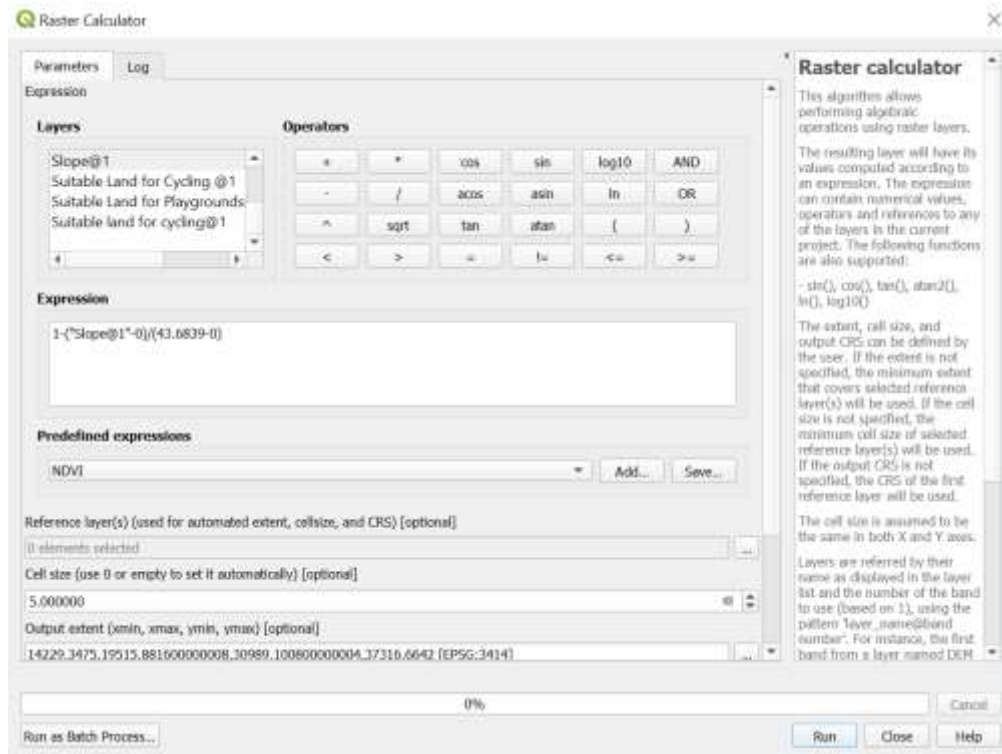 Raster Calculator
Parameters
Log
Expression
Layers
Slope@1
Suitable Land for Cycling @1
Suitable Land for Playgrounds
Suitable land for cycling@1
Operators
+ * cos sin log10 AND
- / acos asin ln OR
^ sqrt tan atan ( )
< > = != <= >=
Expression
1-("Slope@1"-0)/(43.6839-0)
Predefined expressions
NDVI
Add...
Save...
Reference layer(s) (used for automated extent, cellsize, and CRS) [optional]
0 elements selected
...
Cell size (use 0 or empty to set it automatically) [optional]
5.000000
Output extent (xmin, xmax, ymin, ymax) [optional]
14229.3475,19515.881600000008,30989.100800000004,37316.6642 [EPSG:3414]
...
Raster calculator
This algorithm allows
performing algebraic
operations using raster layers.
The resulting layer will have its
values computed according to
an expression. The expression
can contain numerical values,
operators and references to any
of the layers in the current
project. The following functions
are also supported:
- sin(), cos(), tan(), atan2(),
ln(), log10()
The extent, cell size, and
output CRS can be defined by
the user. If the extent is not
specified, the minimum extent
that covers selected reference
layer(s) will be used. If the cell
size is not specified, the
minimum cell size of selected
reference layer(s) will be used.
If the output CRS is not
specified, the CRS of the first
reference layer will be used.
The cell size is assumed to be
the same in both X and Y axes.
Layers are referred by their
name as displayed in the layer
list and the number of the band
to use (based on 1), using the
pattern 'layer_name@band
number'. For instance, the first
band from a layer named DEM
0%
Cancel
Run as Batch Process...
Run
Close
Help